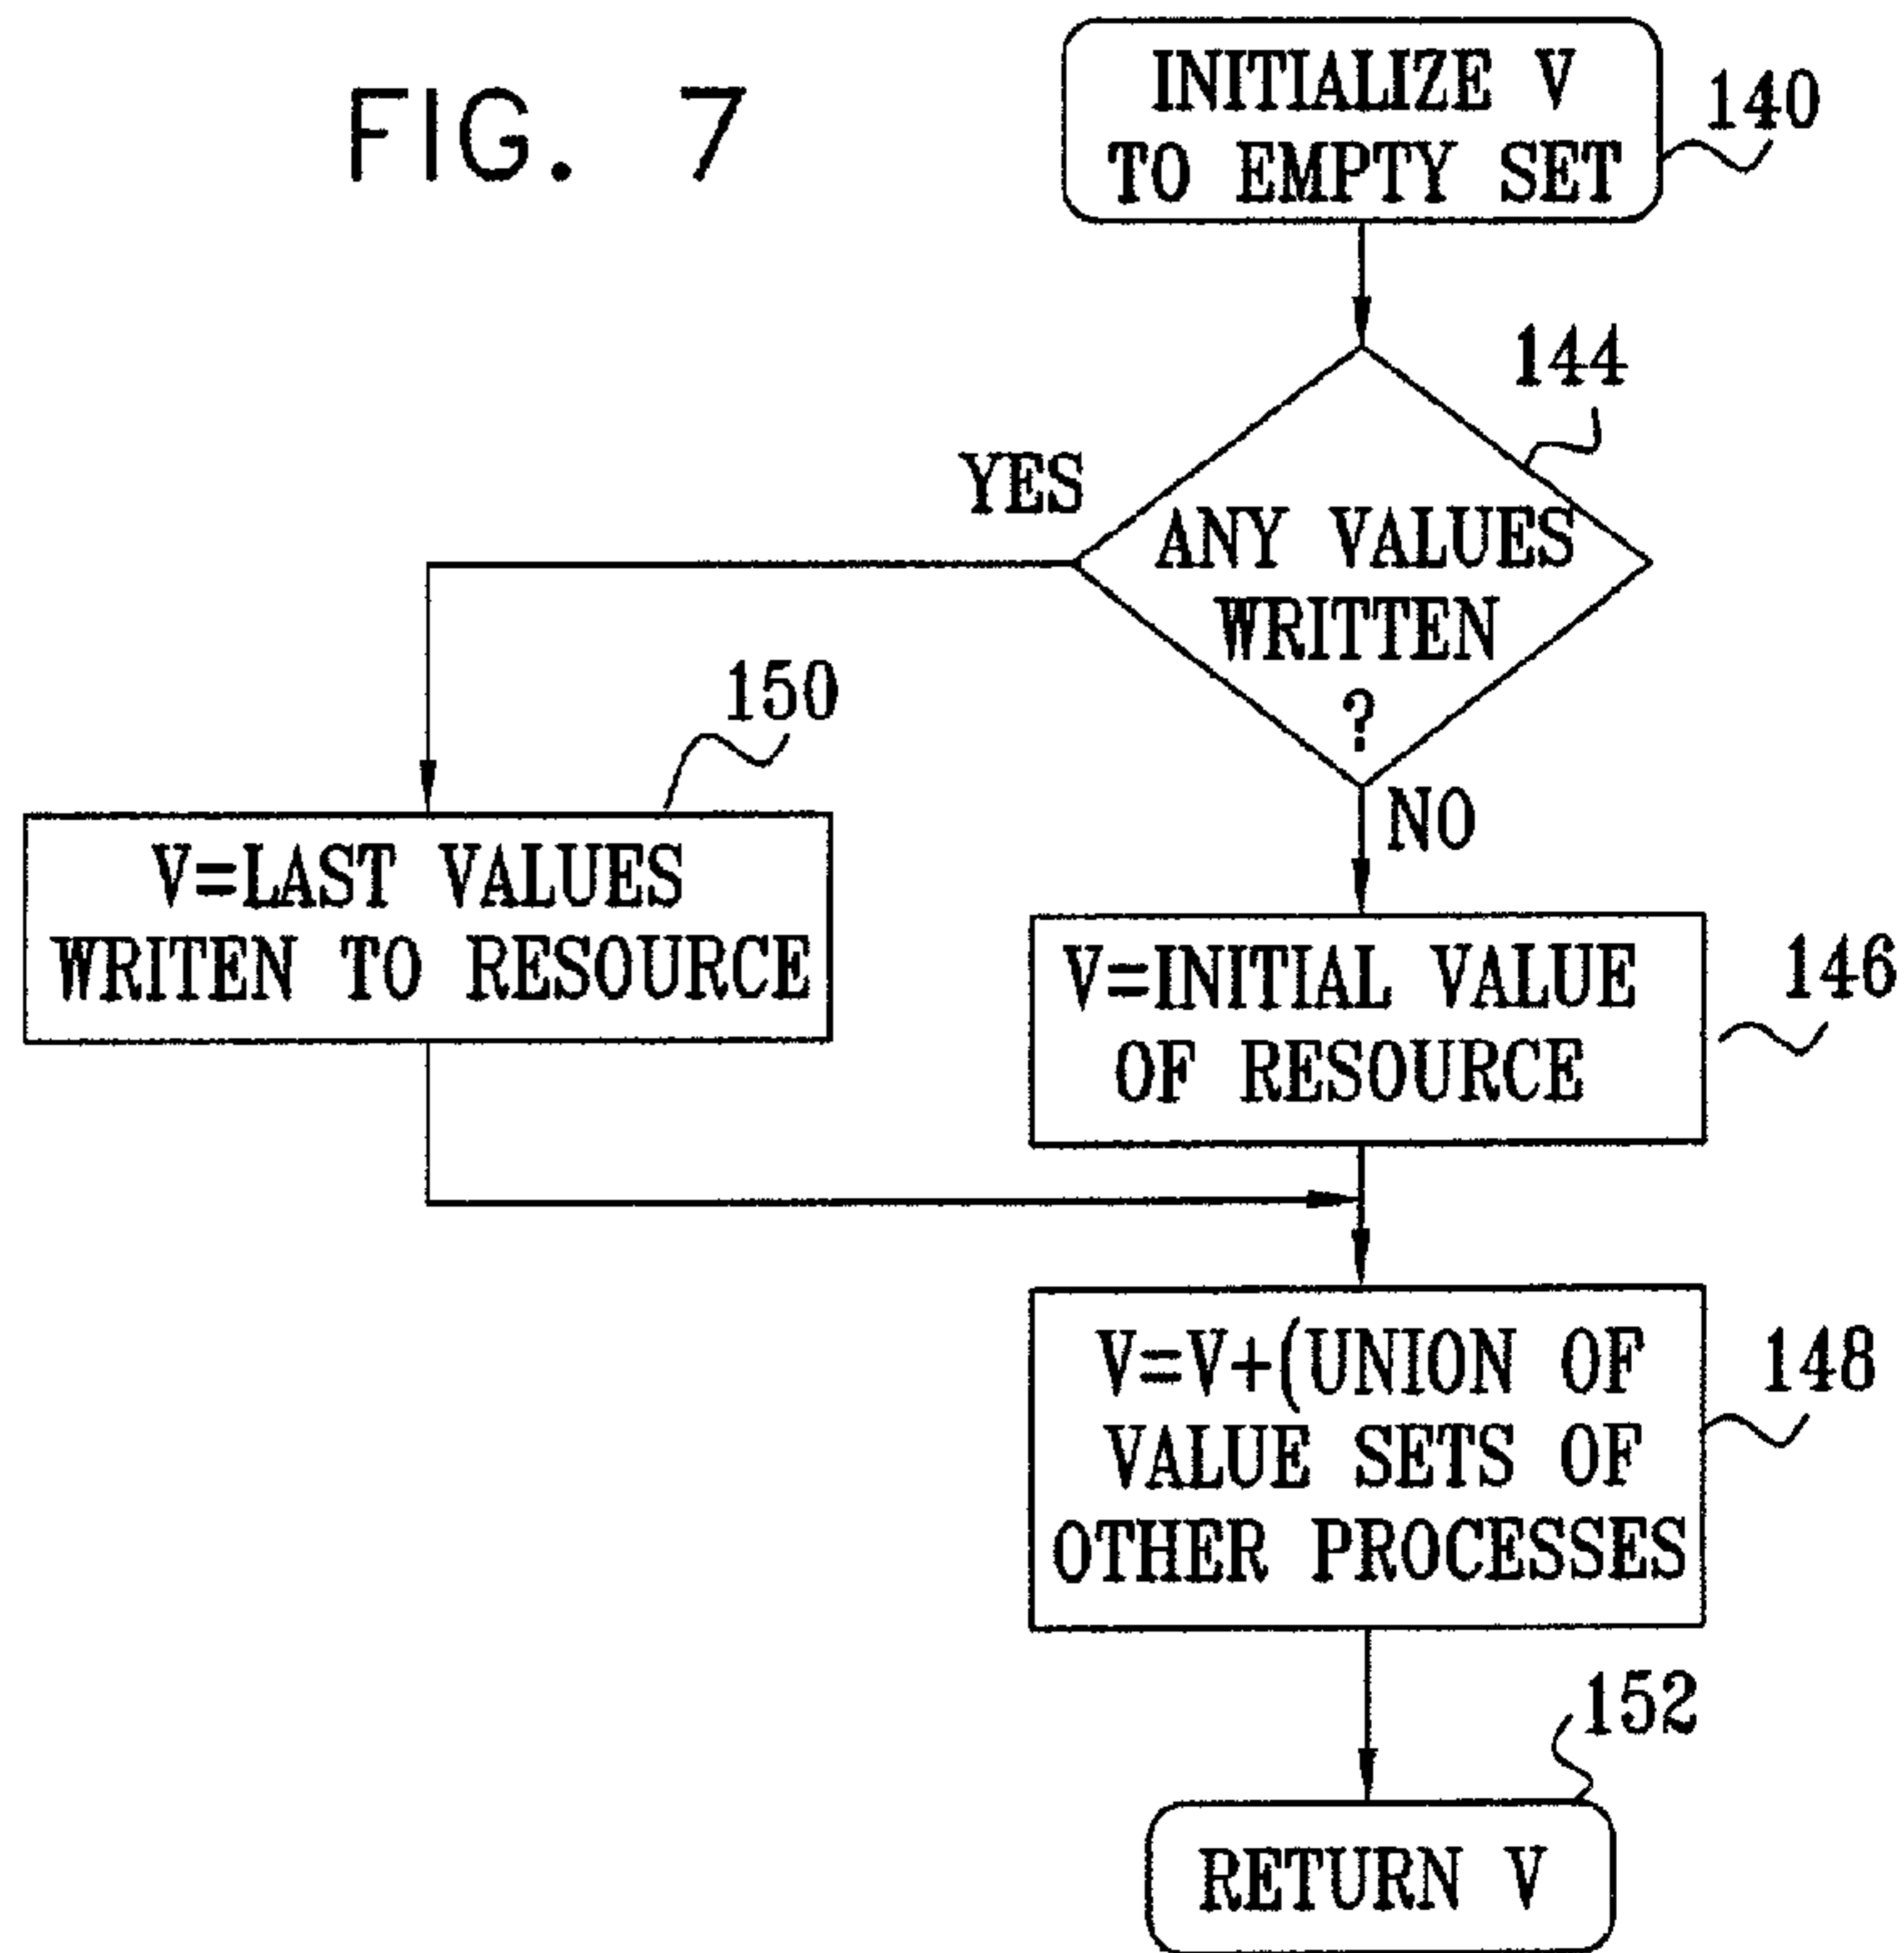 FIG. 7
INITIALIZE V
TO EMPTY SET
140
144
YES
ANY VALUES
WRITTEN
?
NO
150
V=LAST VALUES
WRITEN TO RESOURCE
V=INITIAL VALUE
OF RESOURCE
146
V=V+(UNION OF
VALUE SETS OF
OTHER PROCESSES
148
152
RETURN V